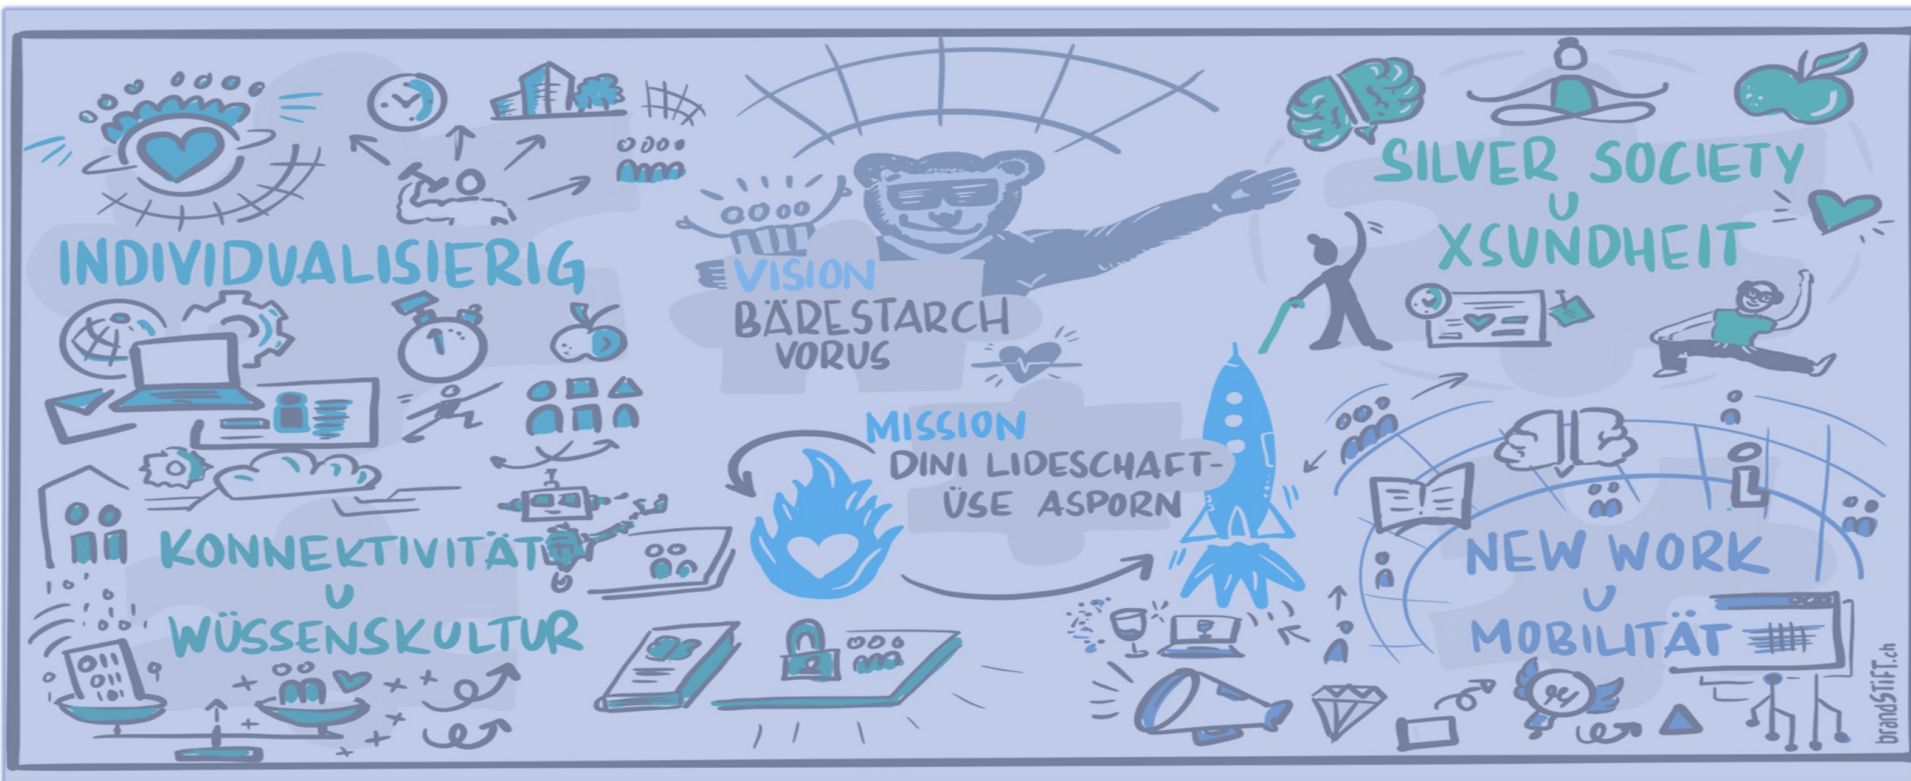 INDIVIDUALISIERIG
KONNEKTIVITÄT
U
WÜSSENSKULTUR
VISION
BÄRESTARCH
VORUS
MISSION
DINI LIDESCHAFT-
ÜSE ASPORN
SILVER SOCIETY
U
XSUNDHEIT
NEW WORK
U
MOBILITÄT
brandSTiFT.ch